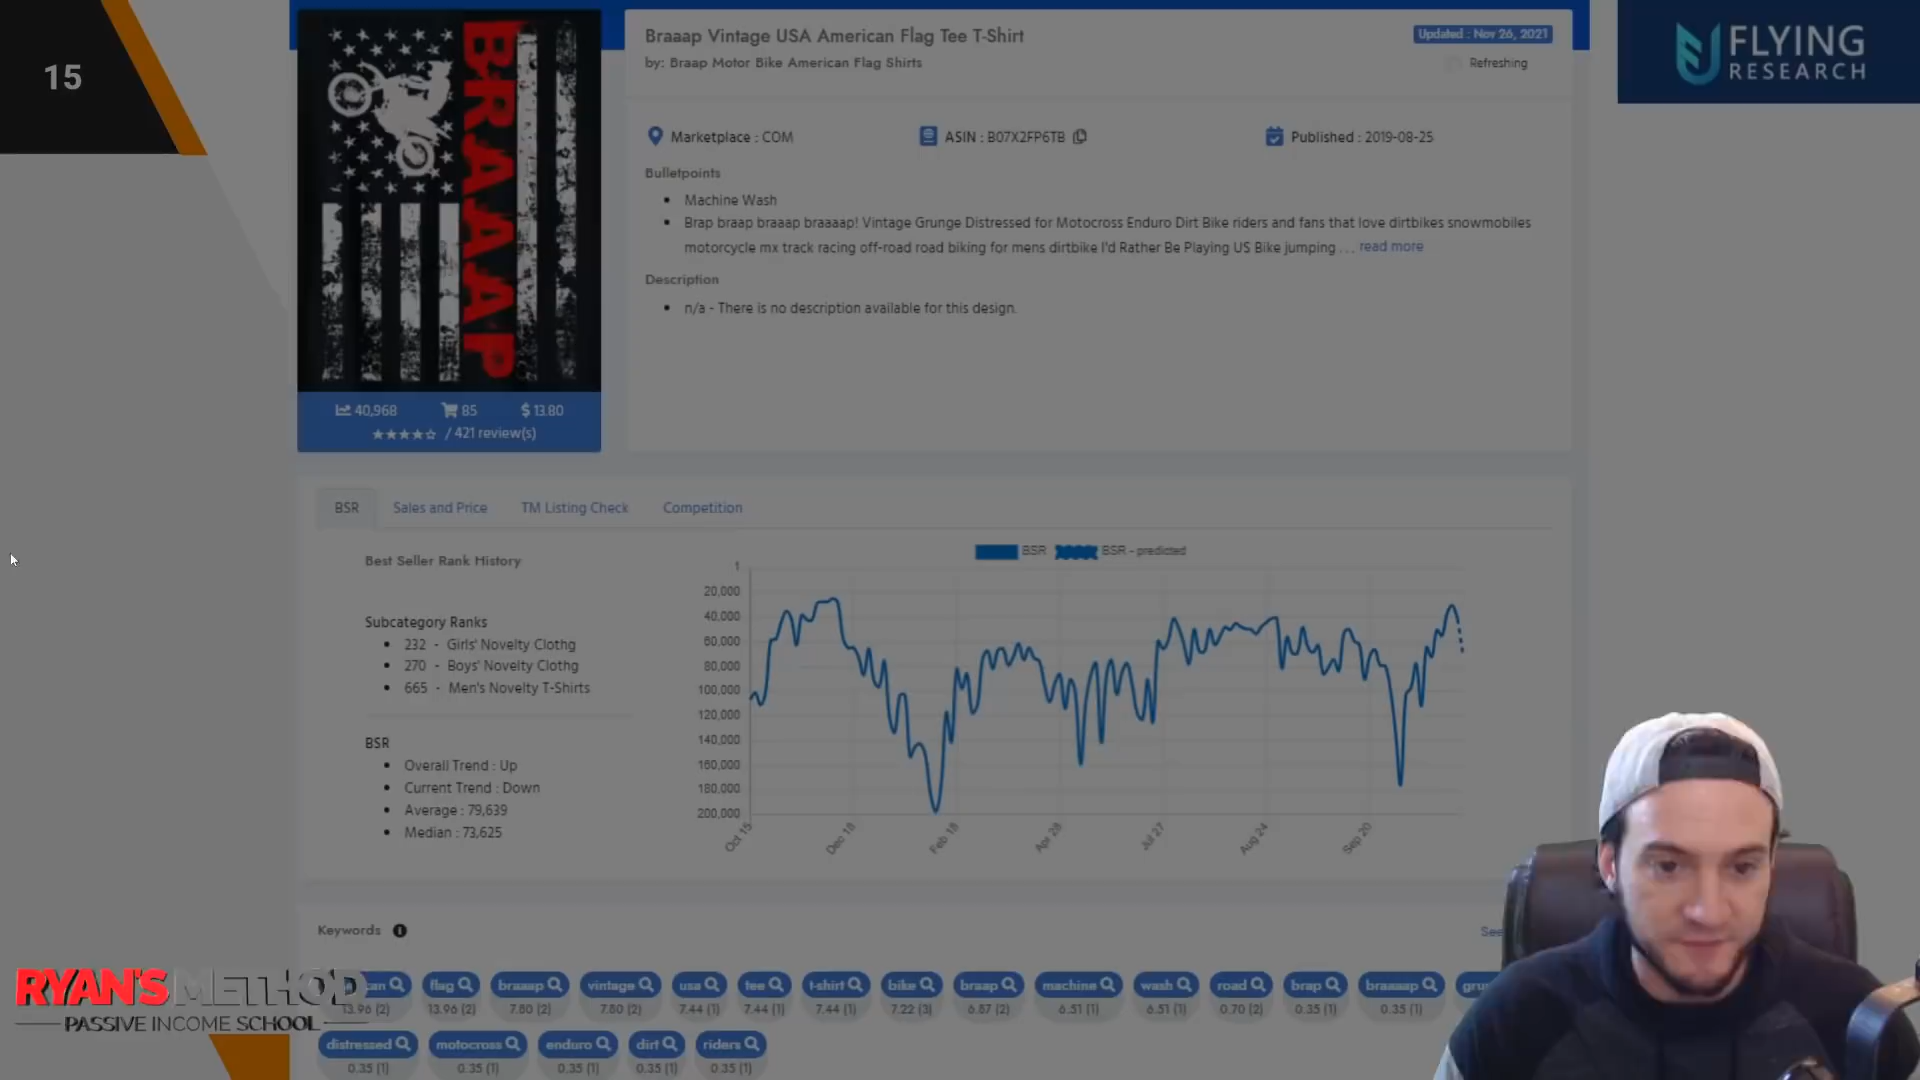 15
BRAAAP
Braaap Vintage USA American Flag Tee T-Shirt
by: Braap Motor Bike American Flag Shirts
Updated : Nov 26, 2021
Refreshing
FLYING
RESEARCH
Marketplace : COM
ASIN : B07X2FP6TB
Published : 2019-08-25
Bulletpoints
Machine Wash
Brap braap braaap braaaap! Vintage Grunge Distressed for Motocross Enduro Dirt Bike riders and fans that love dirtbikes snowmobiles
motorcycle mx track racing off-road road biking for mens dirtbike I'd Rather Be Playing US Bike jumping . . . read more
Description
n/a - There is no description available for this design.
40,968 85 $ 13.80
/ 421 review(s)
BSR Sales and Price TM Listing Check Competition
Best Seller Rank History
Subcategory Ranks
232 - Girls' Novelty Clothg
270 - Boys' Novelty Clothg
665 - Men's Novelty T-Shirts
BSR
Overall Trend : Up
Current Trend : Down
Average : 79,639
Median : 73,625
BSR BSR - predicted
1
20,000
40,000
60,000
80,000
100,000
120,000
140,000
160,000
180,000
200,000
Oct 15 Dec 18 Feb 18 Apr 28 Jul 27 Aug 24 Sep 20
Keywords
See
can flag braaap vintage usa tee t-shirt bike braap machine wash road brap braaaap gru
13.96 (2) 13.96 (2) 7.80 (2) 7.80 (2) 7.44 (1) 7.44 (1) 7.44 (1) 7.22 (3) 6.87 (2) 6.51 (1) 6.51 (1) 0.70 (2) 0.35 (1) 0.35 (1)
distressed motocross enduro dirt riders
0.35 (1) 0.35 (1) 0.35 (1) 0.35 (1) 0.35 (1)
RYAN'S METHOD
PASSIVE INCOME SCHOOL